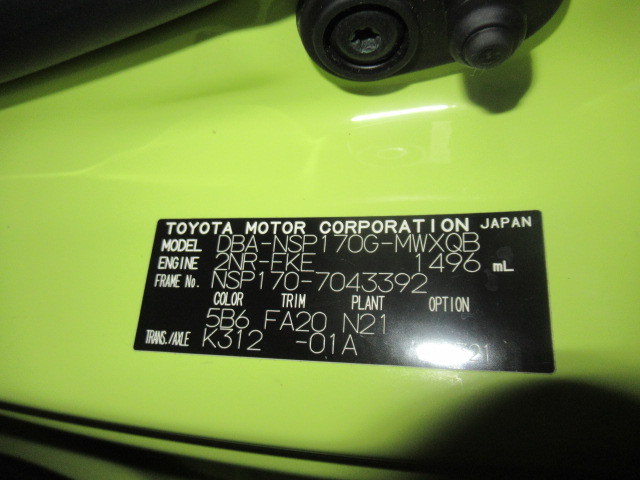 TOYOTA MOTOR CORPORATION JAPAN
MODEL DBA-NSP170G-MWXQB
ENGINE 2NR-FKE 1496 mL
FRAME No. NSP170-7043392
COLOR TRIM PLANT OPTION
5B6 FA20 N21
TRANS./AXLE K312 -01A